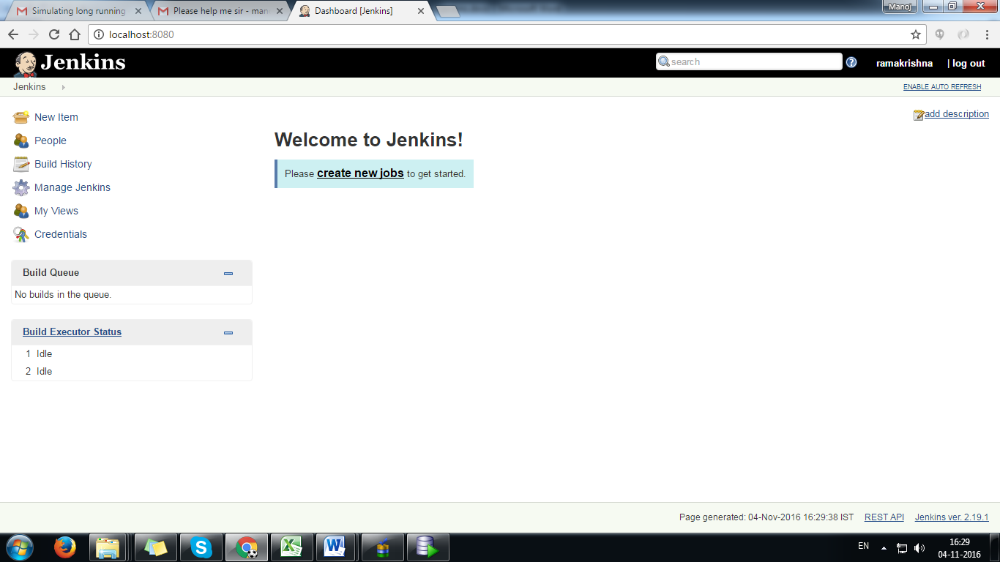 Simulating long running
Please help me sir - man
Dashboard [Jenkins]
Manoj
localhost:8080
Jenkins
search
ramakrishna
| log out
Jenkins
ENABLE AUTO REFRESH
New Item
People
Build History
Manage Jenkins
My Views
Credentials
add description
Welcome to Jenkins!
Please create new jobs to get started.
Build Queue
No builds in the queue.
Build Executor Status
1 Idle
2 Idle
Page generated: 04-Nov-2016 16:29:38 IST
REST API
Jenkins ver. 2.19.1
EN
16:29
04-11-2016